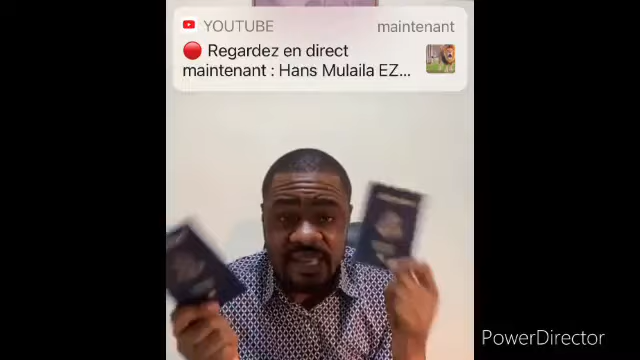 YOUTUBE
maintenant
🔴 Regardez en direct
maintenant : Hans Mulaila EZ...
PowerDirector